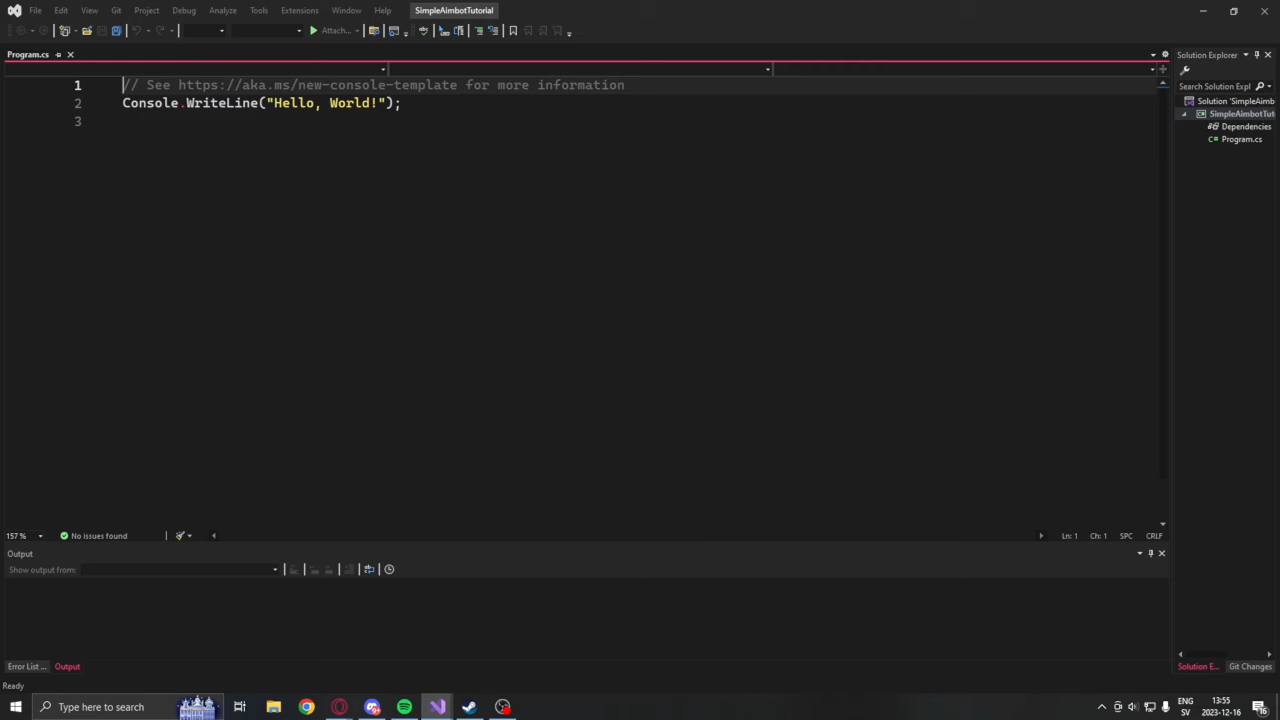 File Edit View Git Project Debug Analyze Tools Extensions Window Help SimpleAimbotTutorial
Attach...
Program.cs
Solution Explorer
1 // See https://aka.ms/new-console-template for more information
2 Console.WriteLine("Hello, World!");
3
Search Solution Expl
Solution 'SimpleAimb
SimpleAimbotTut
Dependencies
C# Program.cs
157 % No issues found Ln: 1 Ch: 1 SPC CRLF
Output
Show output from:
Error List ... Output Solution E... Git Changes
Ready
Type here to search
ENG 13:55
SV 2023-12-16
16